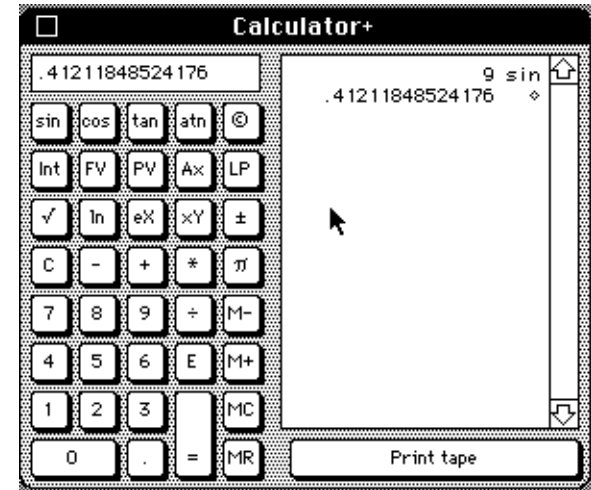 Calculator+
.41211848524176
9 sin
.41211848524176 ⋄
sin cos tan atn ©
Int FV PV Ax LP
√ ln eX xY ±
C - + * π
7 8 9 ÷ M-
4 5 6 E M+
1 2 3 MC
0 . = MR
Print tape